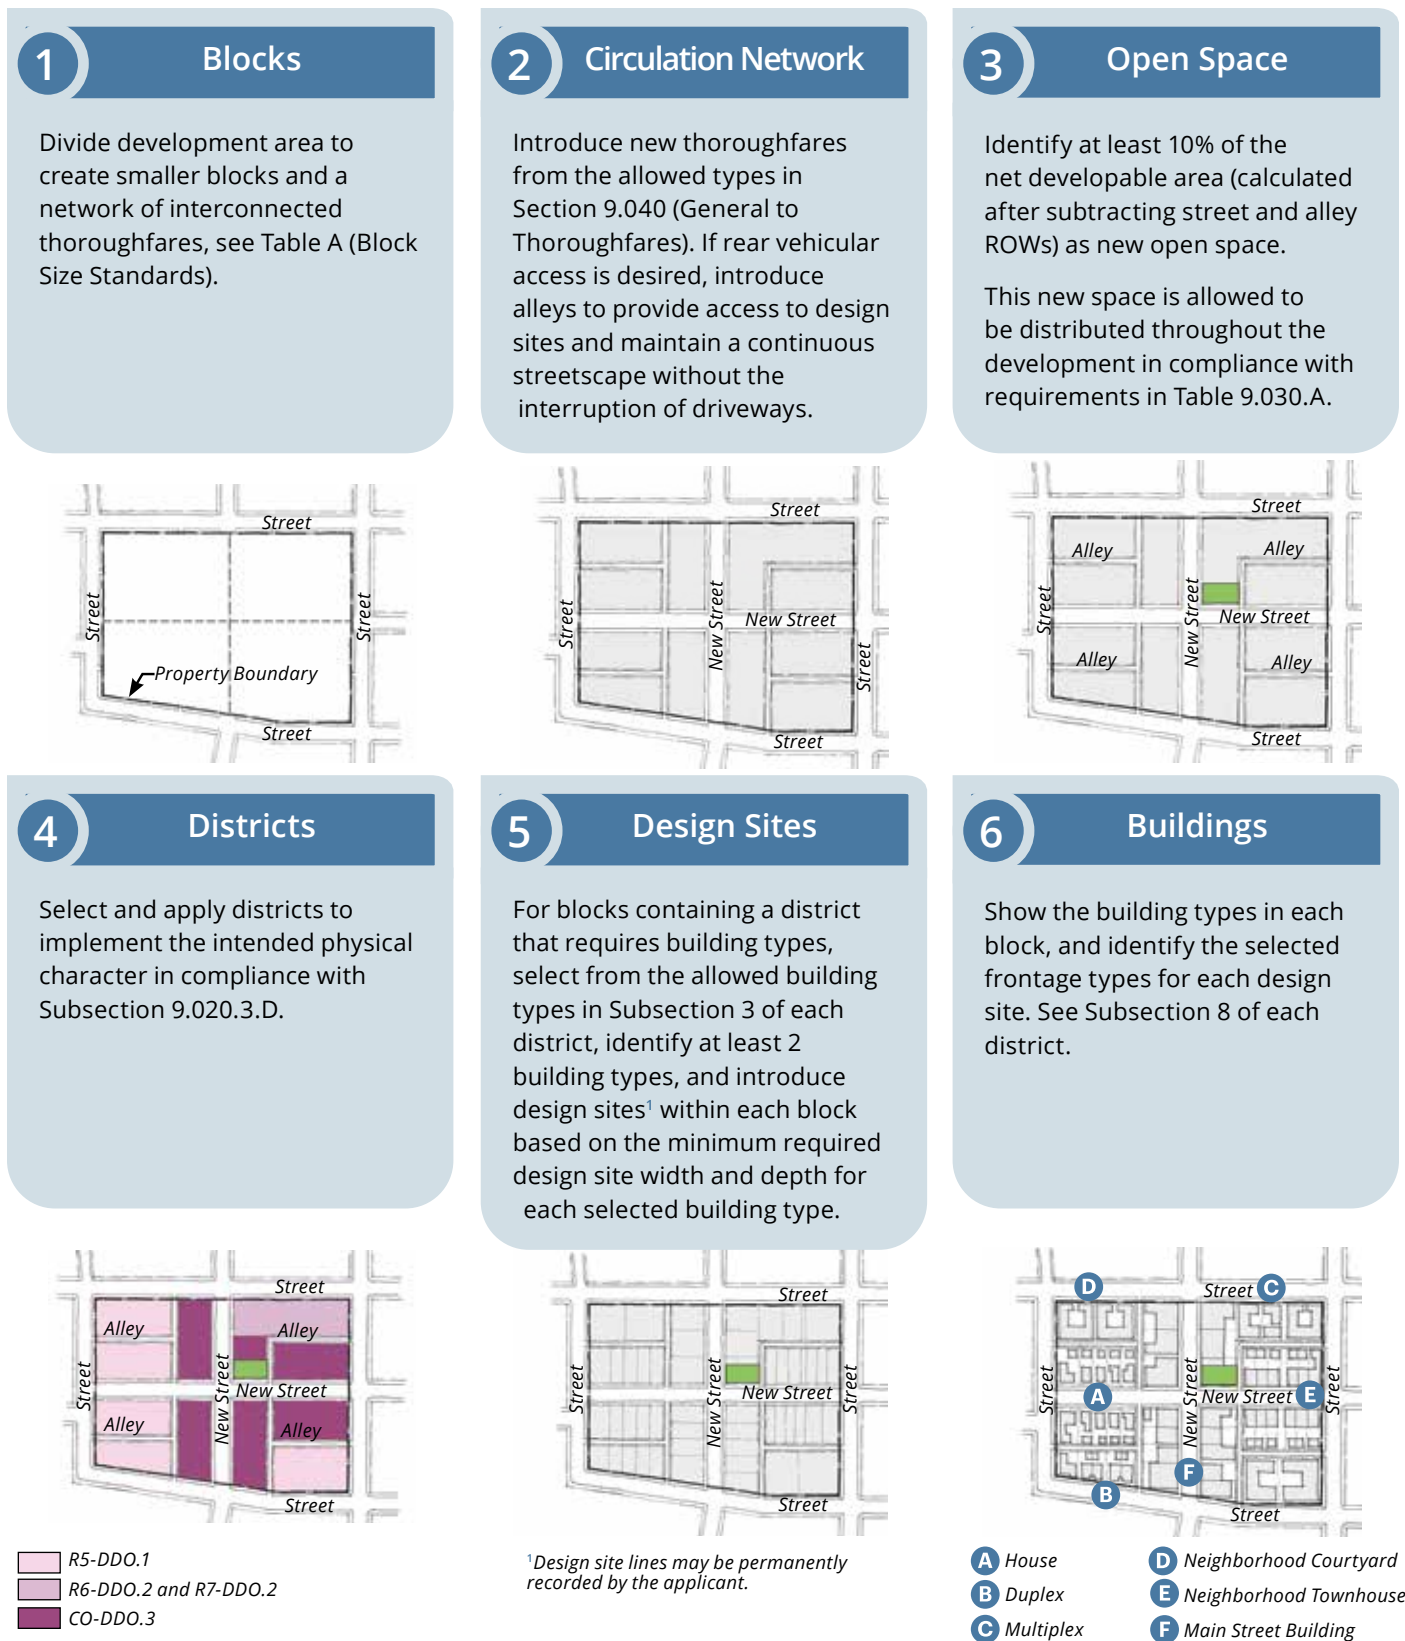 1
Blocks
Divide development area to
create smaller blocks and a
network of interconnected
thoroughfares, see Table A (Block
Size Standards).
2
Circulation Network
Introduce new thoroughfares
from the allowed types in
Section 9.040 (General to
Thoroughfares). If rear vehicular
access is desired, introduce
alleys to provide access to design
sites and maintain a continuous
streetscape without the
interruption of driveways.
3
Open Space
Identify at least 10% of the
net developable area (calculated
after subtracting street and alley
ROWs) as new open space.
This new space is allowed to
be distributed throughout the
development in compliance with
requirements in Table 9.030.A.
Street
Street
Street
Property Boundary
Street
Street
Street
New Street
New Street
Street
Street
Street
Alley
Alley
Street
New Street
New Street
Alley
Alley
Street
4
Districts
Select and apply districts to
implement the intended physical
character in compliance with
Subsection 9.020.3.D.
5
Design Sites
For blocks containing a district
that requires building types,
select from the allowed building
types in Subsection 3 of each
district, identify at least 2
building types, and introduce
design sites¹ within each block
based on the minimum required
design site width and depth for
each selected building type.
6
Buildings
Show the building types in each
block, and identify the selected
frontage types for each design
site. See Subsection 8 of each
district.
Street
Alley
Alley
Street
New Street
New Street
Alley
Alley
Street
R5-DDO.1
R6-DDO.2 and R7-DDO.2
CO-DDO.3
Street
Street
New Street
New Street
Street
Street
¹Design site lines may be permanently
recorded by the applicant.
D
Street
C
Street
New Street
New Street
Street
A
E
F
B
Street
A House
B Duplex
C Multiplex
D Neighborhood Courtyard
E Neighborhood Townhouse
F Main Street Building